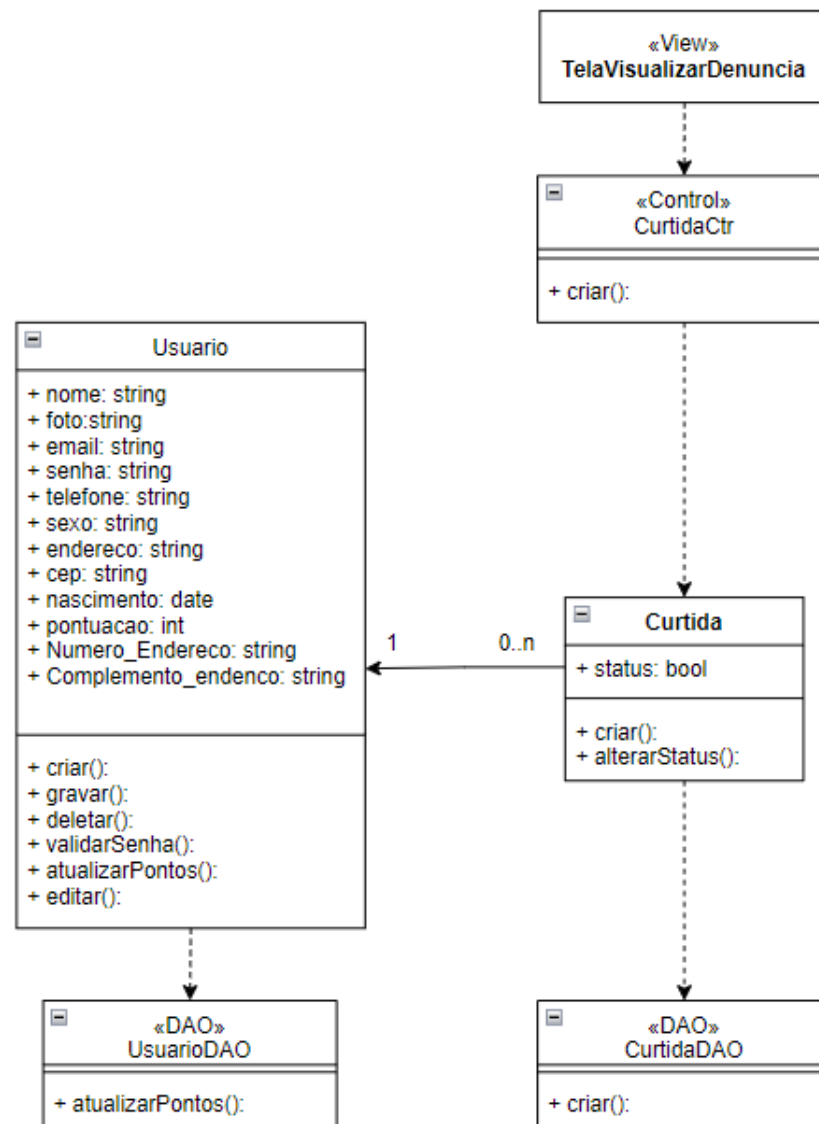 «View»
TelaVisualizarDenuncia
«Control»
CurtidaCtr
+ criar():
Usuario
+ nome: string
+ foto:string
+ email: string
+ senha: string
+ telefone: string
+ sexo: string
+ endereco: string
+ cep: string
+ nascimento: date
+ pontuacao: int
+ Numero_Endereco: string
+ Complemento_endenco: string
+ criar():
+ gravar():
+ deletar():
+ validarSenha():
+ atualizarPontos():
+ editar():
1
0..n
Curtida
+ status: bool
+ criar():
+ alterarStatus():
«DAO»
UsuarioDAO
+ atualizarPontos():
«DAO»
CurtidaDAO
+ criar():